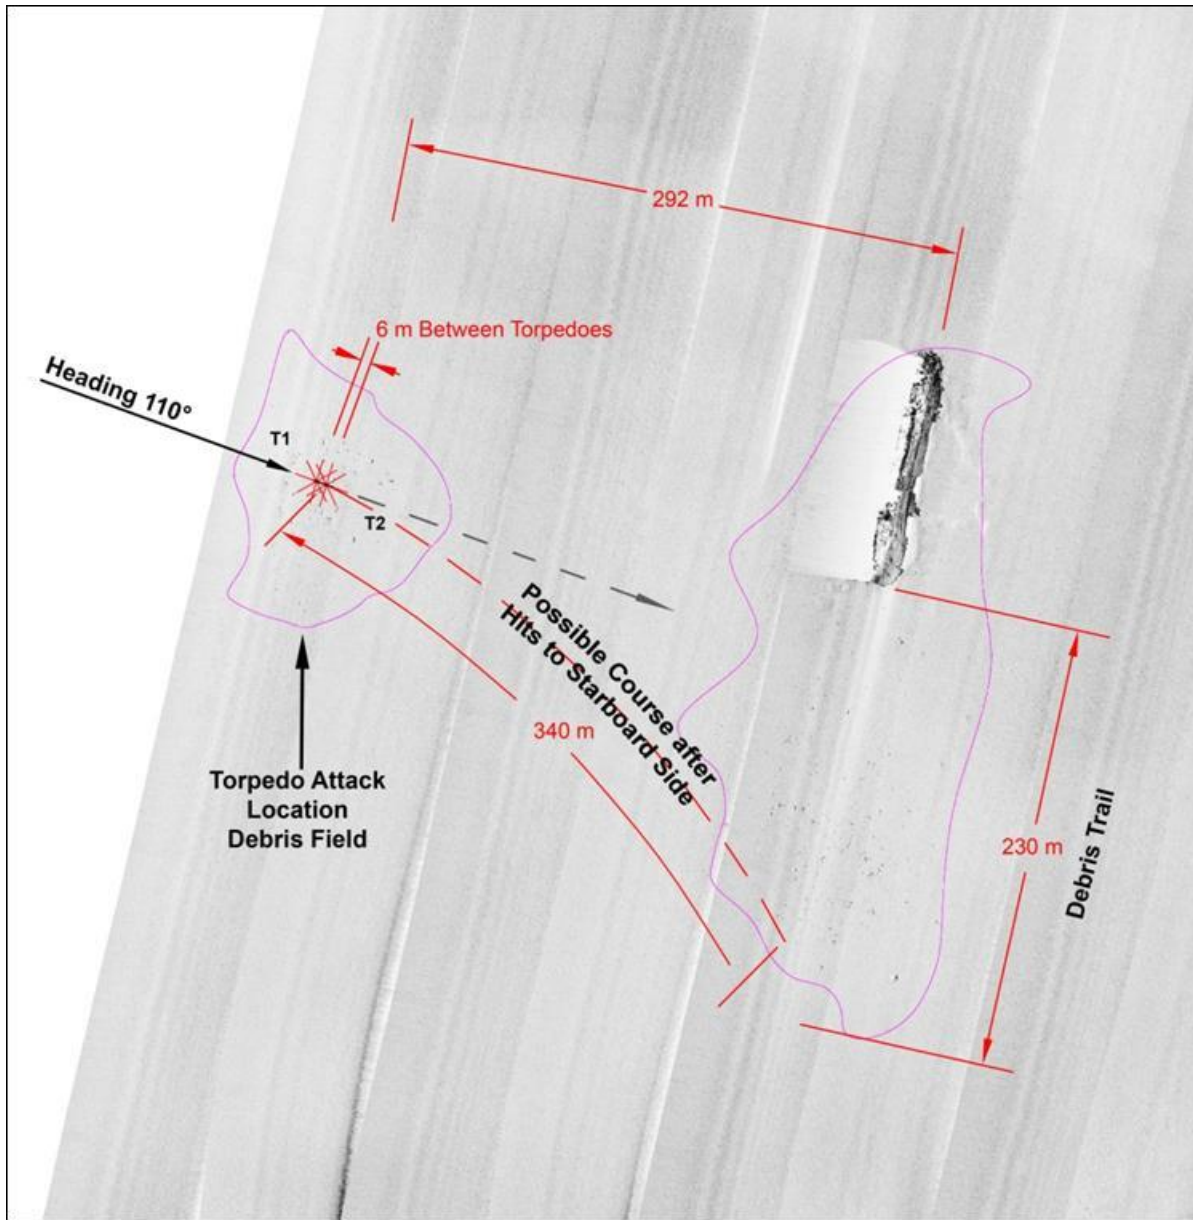 292 m
6 m Between Torpedoes
Heading 110°
T1
T2
Possible Course after
Hits to Starboard Side
340 m
Torpedo Attack
Location
Debris Field
230 m
Debris Trail